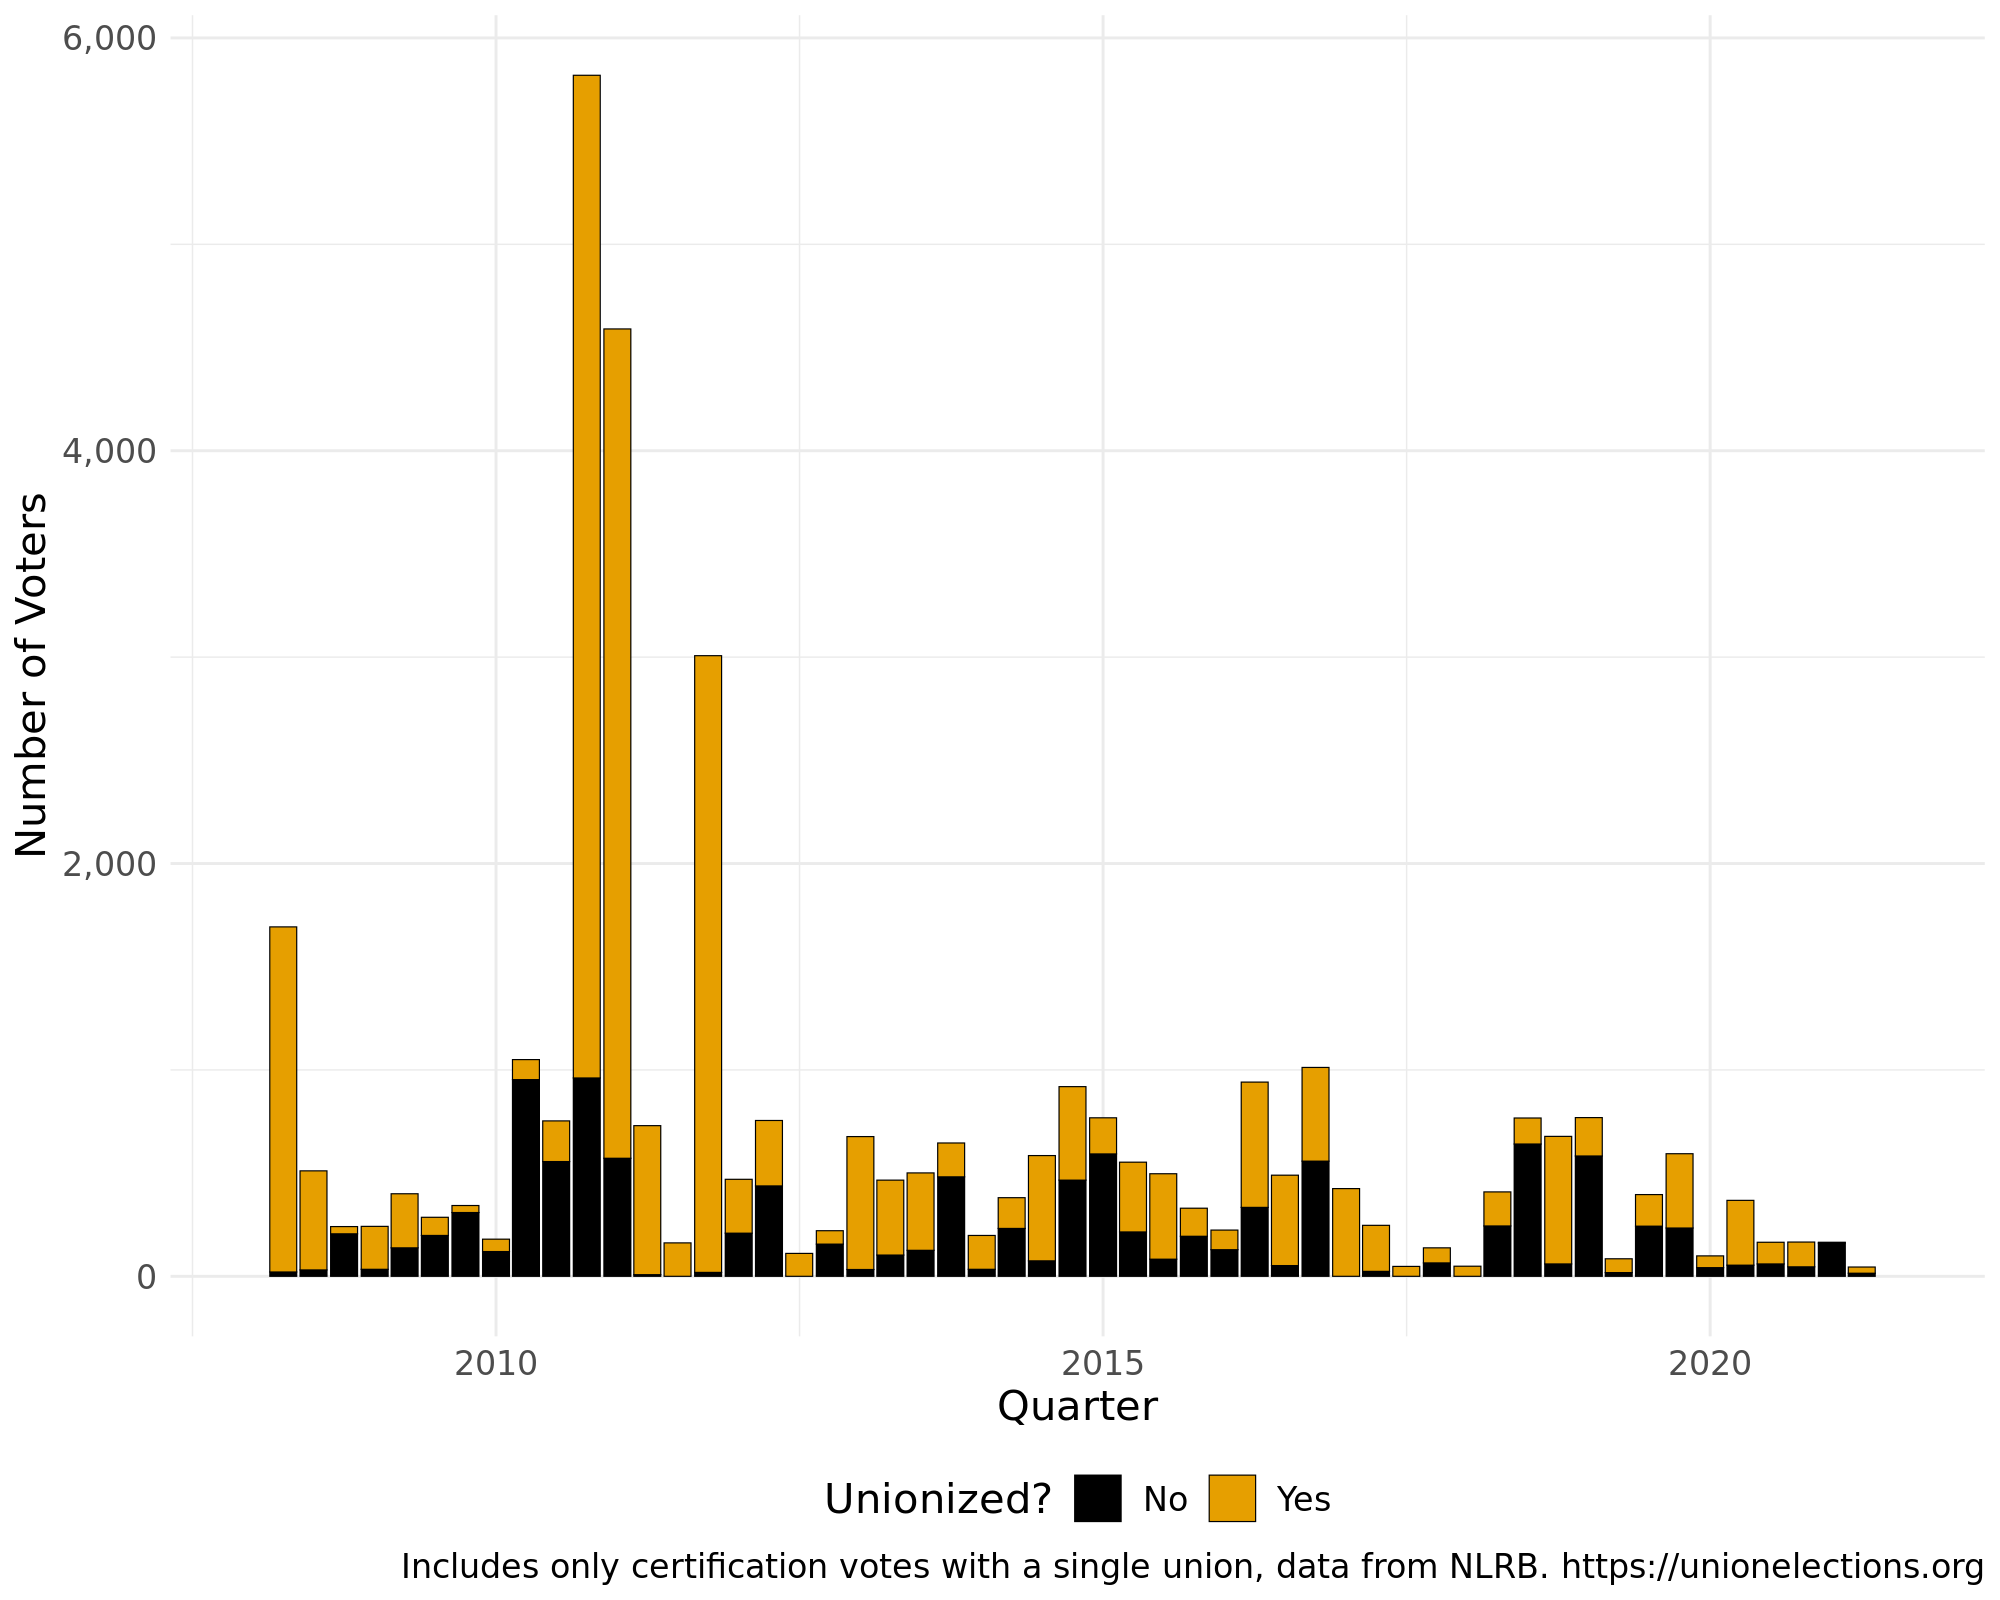 6,000
4,000
2,000
0
Number of Voters
2010
2015
2020
Quarter
Unionized?
No
Yes
Includes only certification votes with a single union, data from NLRB. https://unionelections.org